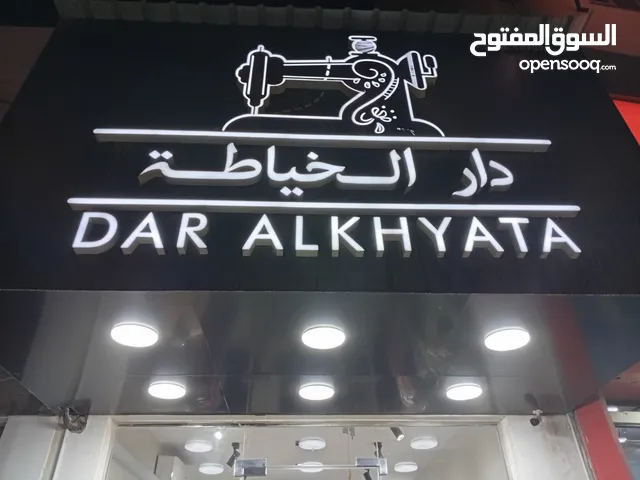 السوق المفتوح
opensooq.com
دار الخياطة
DAR ALKHYATA